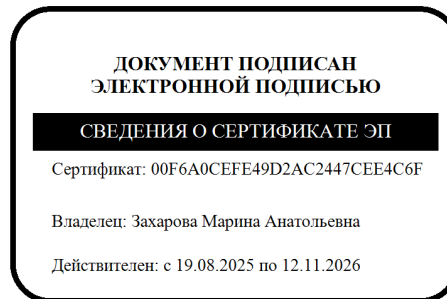 ДОКУМЕНТ ПОДПИСАН
ЭЛЕКТРОННОЙ ПОДПИСЬЮ
СВЕДЕНИЯ О СЕРТИФИКАТЕ ЭП
Сертификат: 00F6A0CEFE49D2AC2447CEE4C6F
Владелец: Захарова Марина Анатольевна
Действителен: с 19.08.2025 по 12.11.2026